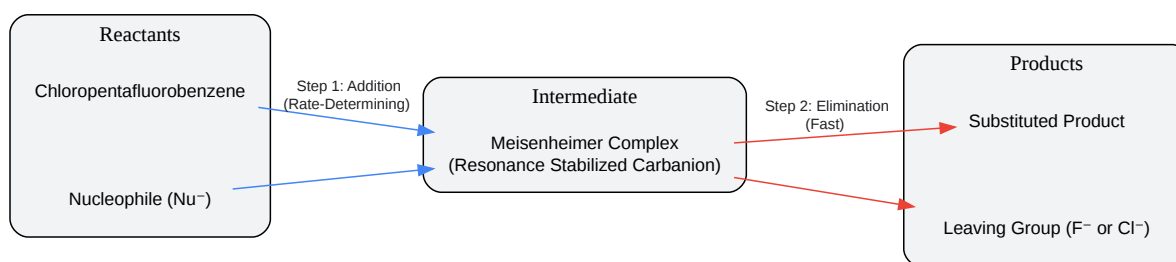 Reactants
Chloropentafluorobenzene
Nucleophile (Nu⁻)
Step 1: Addition
(Rate-Determining)
Intermediate
Meisenheimer Complex
(Resonance Stabilized Carbanion)
Step 2: Elimination
(Fast)
Products
Substituted Product
Leaving Group (F⁻ or Cl⁻)